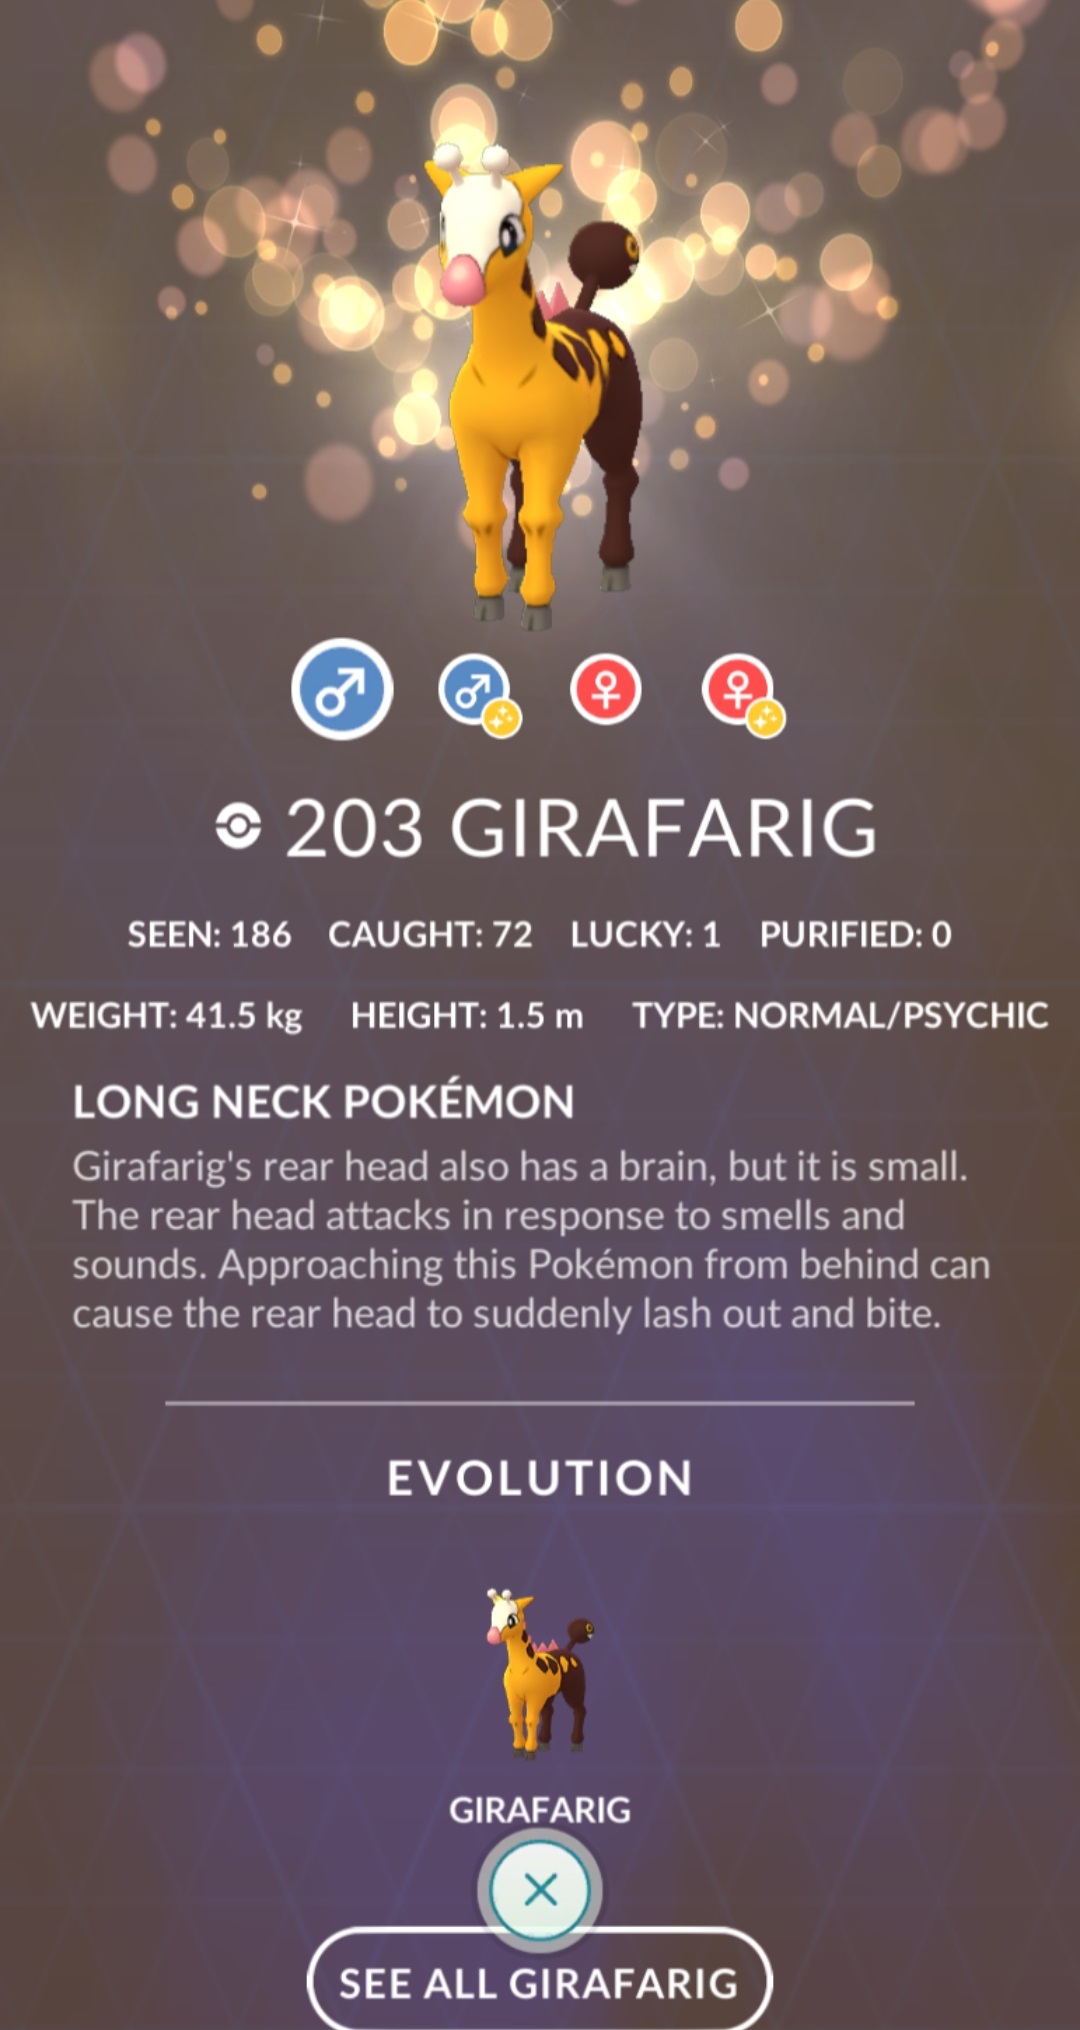 203 GIRAFARIG
SEEN: 186 CAUGHT: 72 LUCKY: 1 PURIFIED: 0
WEIGHT: 41.5 kg HEIGHT: 1.5 m TYPE: NORMAL/PSYCHIC
LONG NECK POKÉMON
Girafarig's rear head also has a brain, but it is small.
The rear head attacks in response to smells and
sounds. Approaching this Pokémon from behind can
cause the rear head to suddenly lash out and bite.
EVOLUTION
GIRAFARIG
SEE ALL GIRAFARIG